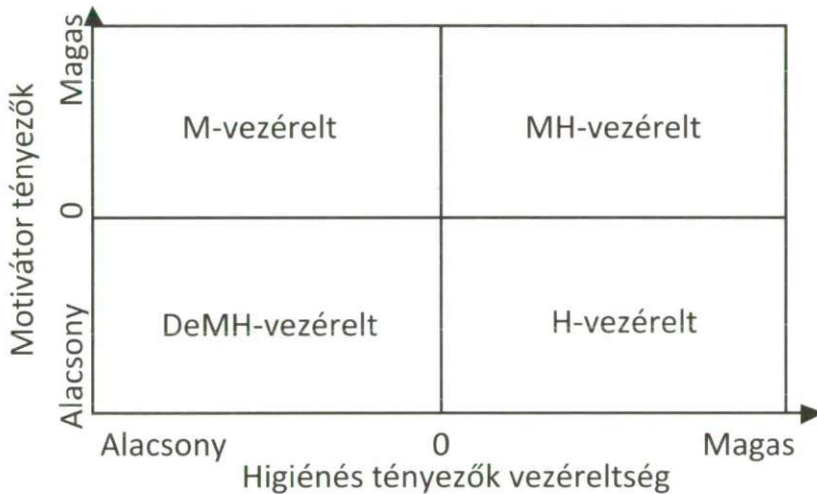 Magas
M-vezérelt
MH-vezérelt
Motivátor tényezők
0
DeMH-vezérelt
H-vezérelt
Alacsony
Alacsony
0
Magas
Higiénés tényezők vezéreltség